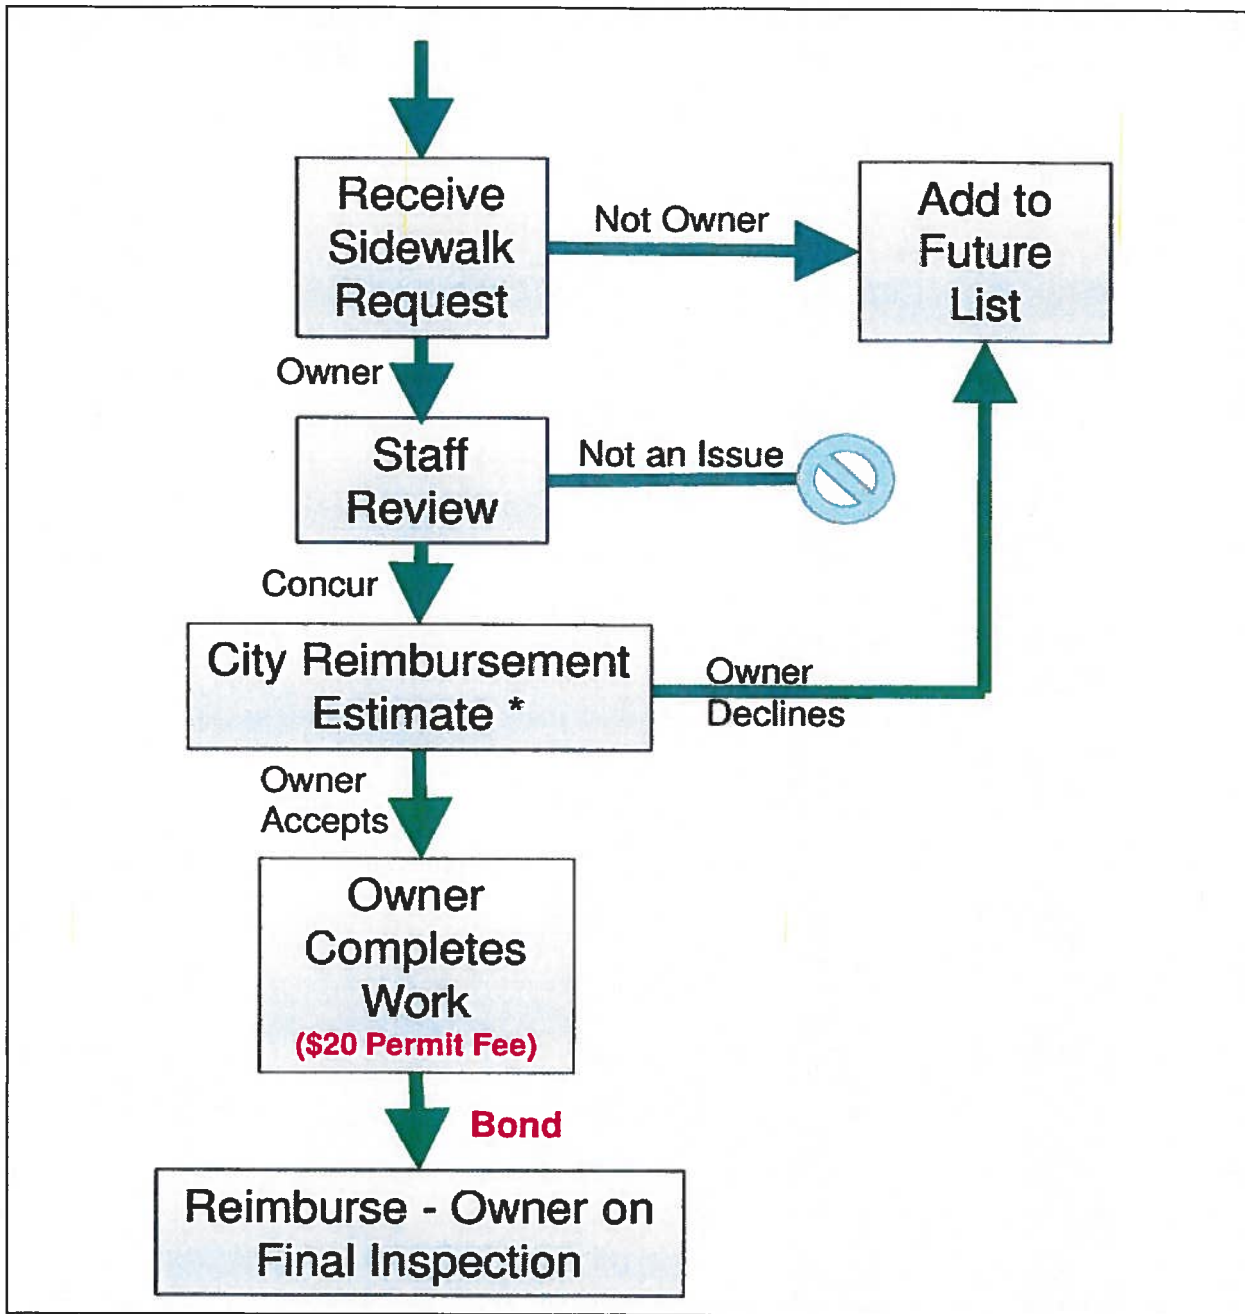 Receive
Sidewalk
Request
Not Owner
Add to
Future
List
Owner
Staff
Review
Not an Issue
Concur
City Reimbursement
Estimate *
Owner
Declines
Owner
Accepts
Owner
Completes
Work
($20 Permit Fee)
Bond
Reimburse - Owner on
Final Inspection